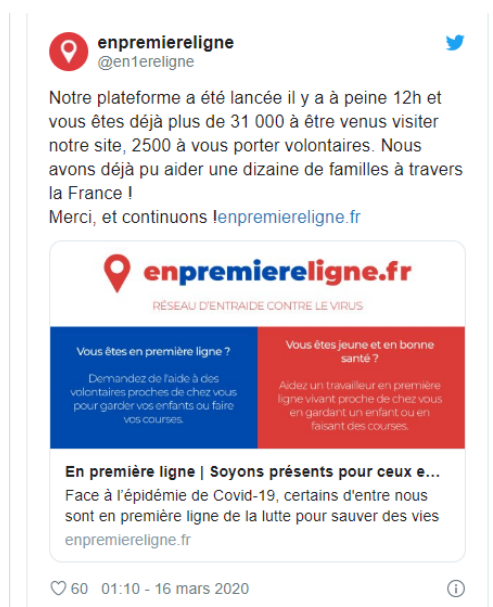 enpremiereligne
@en1ereligne
Notre plateforme a été lancée il y a à peine 12h et
vous êtes déjà plus de 31 000 à être venus visiter
notre site, 2500 à vous porter volontaires. Nous
avons déjà pu aider une dizaine de familles à travers
la France !
Merci, et continuons !enpremiereligne.fr
enpremiereligne.fr
RÉSEAU D'ENTRAIDE CONTRE LE VIRUS
Vous êtes en première ligne ?
Demandez de l'aide à des
volontaires proches de chez vous
pour garder vos enfants ou faire
vos courses.
Vous êtes jeune et en bonne
santé ?
Aidez un travailleur en première
ligne vivant proche de chez vous
en gardant un enfant ou en
faisant des courses.
En première ligne | Soyons présents pour ceux e...
Face à l'épidémie de Covid-19, certains d'entre nous
sont en première ligne de la lutte pour sauver des vies
enpremiereligne.fr
60 01:10 - 16 mars 2020